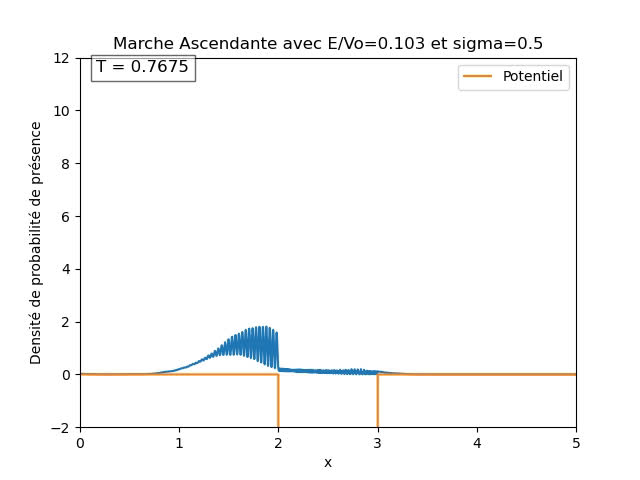 Marche Ascendante avec E/Vo=0.103 et sigma=0.5
T = 0.7675
Potentiel
Densité de probabilité de présence
12
10
8
6
4
2
0
−2
0 1 2 3 4 5
x